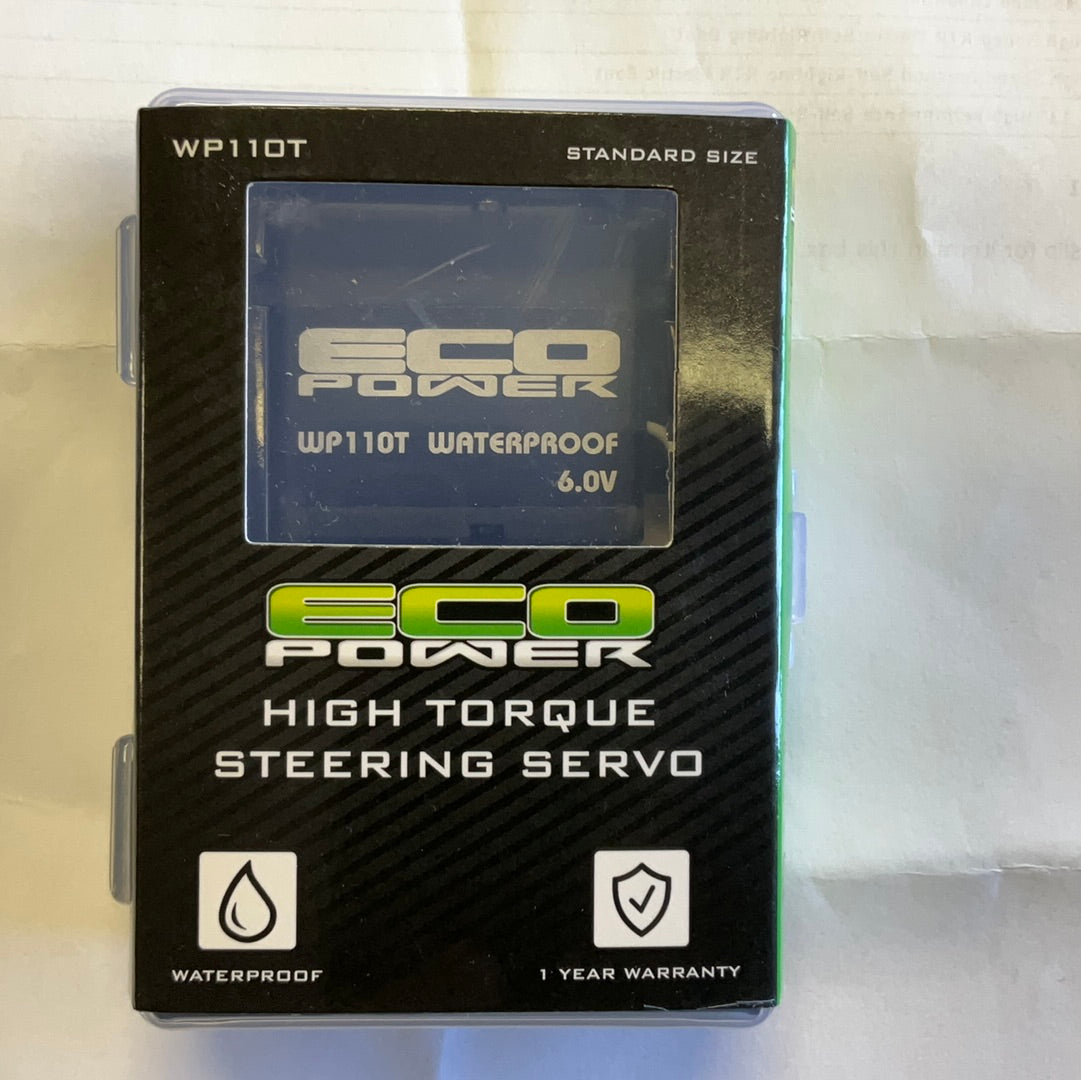 WP110T
STANDARD SIZE
ECO
POWER
WP110T WATERPROOF
6.0V
ECO
POWER
HIGH TORQUE
STEERING SERVO
WATERPROOF
1 YEAR WARRANTY